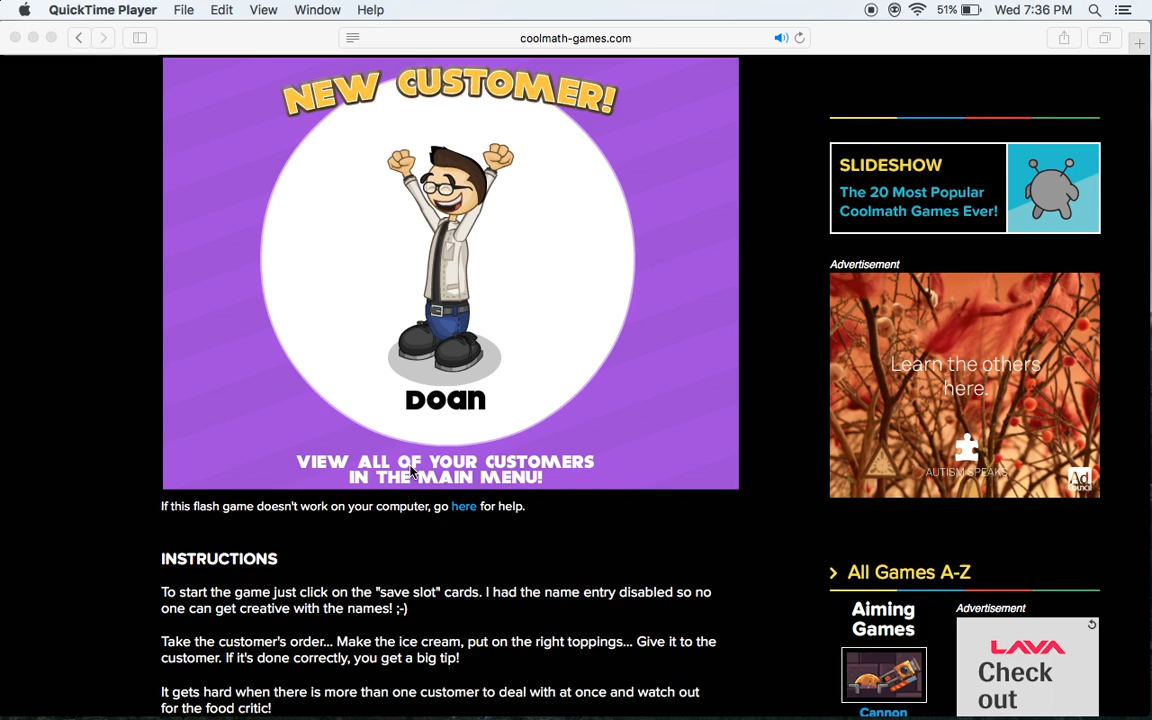 QuickTime Player File Edit View Window Help 51% Wed 7:36 PM
coolmath-games.com
NEW CUSTOMER!
Doan
VIEW ALL OF YOUR CUSTOMERS
IN THE MAIN MENU!
If this flash game doesn't work on your computer, go here for help.
INSTRUCTIONS
To start the game just click on the "save slot" cards. I had the name entry disabled so no
one can get creative with the names! ;-)
Take the customer's order... Make the ice cream, put on the right toppings... Give it to the
customer. If it's done correctly, you get a big tip!
It gets hard when there is more than one customer to deal with at once and watch out
for the food critic!
SLIDESHOW
The 20 Most Popular
Coolmath Games Ever!
Advertisement
Learn the others
here.
AUTISM SPEAKS
Ad
Council
> All Games A-Z
Aiming
Games
Cannon
Advertisement
LAVA
Check
out